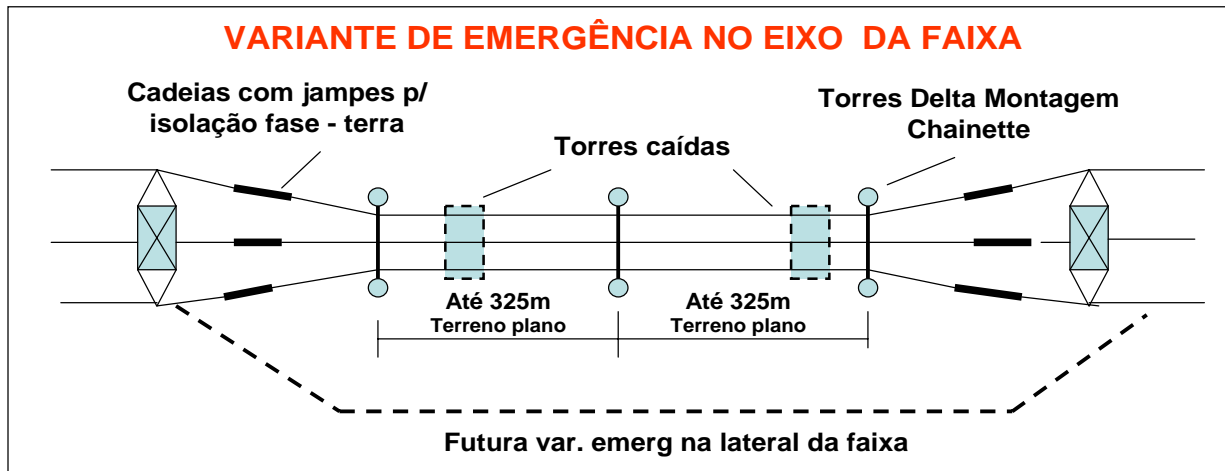 VARIANTE DE EMERGÊNCIA NO EIXO DA FAIXA
Cadeias com jampes p/
isolação fase - terra
Torres caídas
Torres Delta Montagem
Chainette
Até 325m
Terreno plano
Até 325m
Terreno plano
Futura var. emerg na lateral da faixa